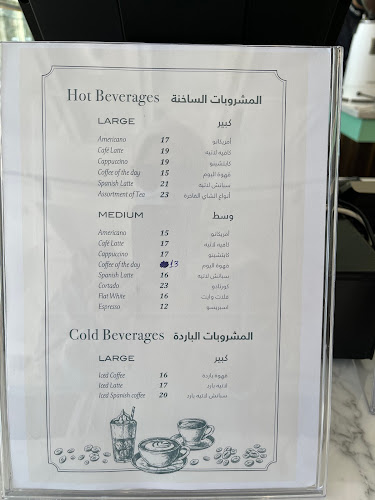 Hot Beverages المشروبات الساخنة
LARGE كبير
Americano 17 أمريكانو
Café Latte 19 كافيه لاتيه
Cappuccino 19 كابتشينو
Coffee of the day 15 قهوة اليوم
Spanish Latte 21 سبانش لاتيه
Assortment of Tea 23 أنواع الشاي الفاخرة
MEDIUM وسط
Americano 15 أمريكانو
Café Latte 17 كافيه لاتيه
Cappuccino 17 كابتشينو
Coffee of the day 13 قهوة اليوم
Spanish Latte 16 سبانش لاتيه
Cortado 23 كورتادو
Flat White 16 فلات وايت
Espresso 12 اسبريسو
Cold Beverages المشروبات الباردة
LARGE كبير
Iced Coffee 16 قهوة باردة
Iced Latte 17 لاتيه بارد
Iced Spanish coffee 20 سبانش لاتيه بارد